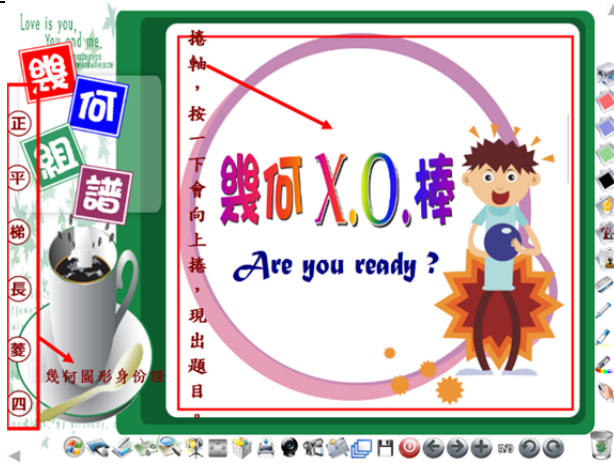 Love is you,
You and me.
幾
何
組
譜
正
平
梯
長
菱
四
幾何圖形身份證
捲軸，按一下會向上捲，現出題目。
幾何X.O.棒
Are you ready ?
5/9